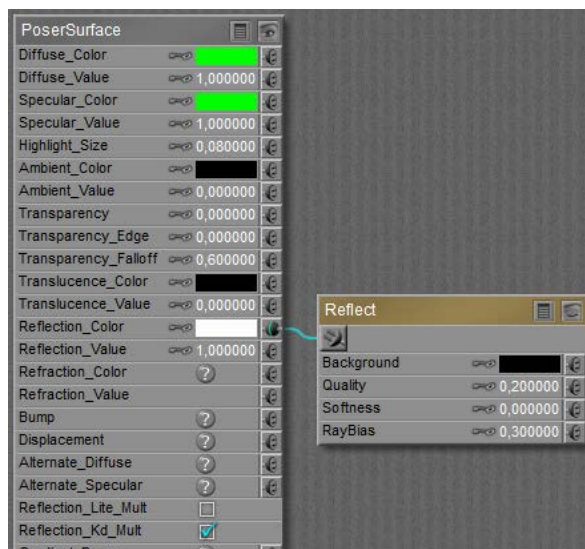 PoserSurface
Diffuse_Color
Diffuse_Value 1,000000
Specular_Color
Specular_Value 1,000000
Highlight_Size 0,080000
Ambient_Color
Ambient_Value 0,000000
Transparency 0,000000
Transparency_Edge 0,000000
Transparency_Falloff 0,600000
Translucence_Color
Translucence_Value 0,000000
Reflection_Color
Reflection_Value 1,000000
Refraction_Color ?
Refraction_Value
Bump ?
Displacement ?
Alternate_Diffuse ?
Alternate_Specular ?
Reflection_Lite_Mult
Reflection_Kd_Mult
Reflect
Background
Quality 0,200000
Softness 0,000000
RayBias 0,300000